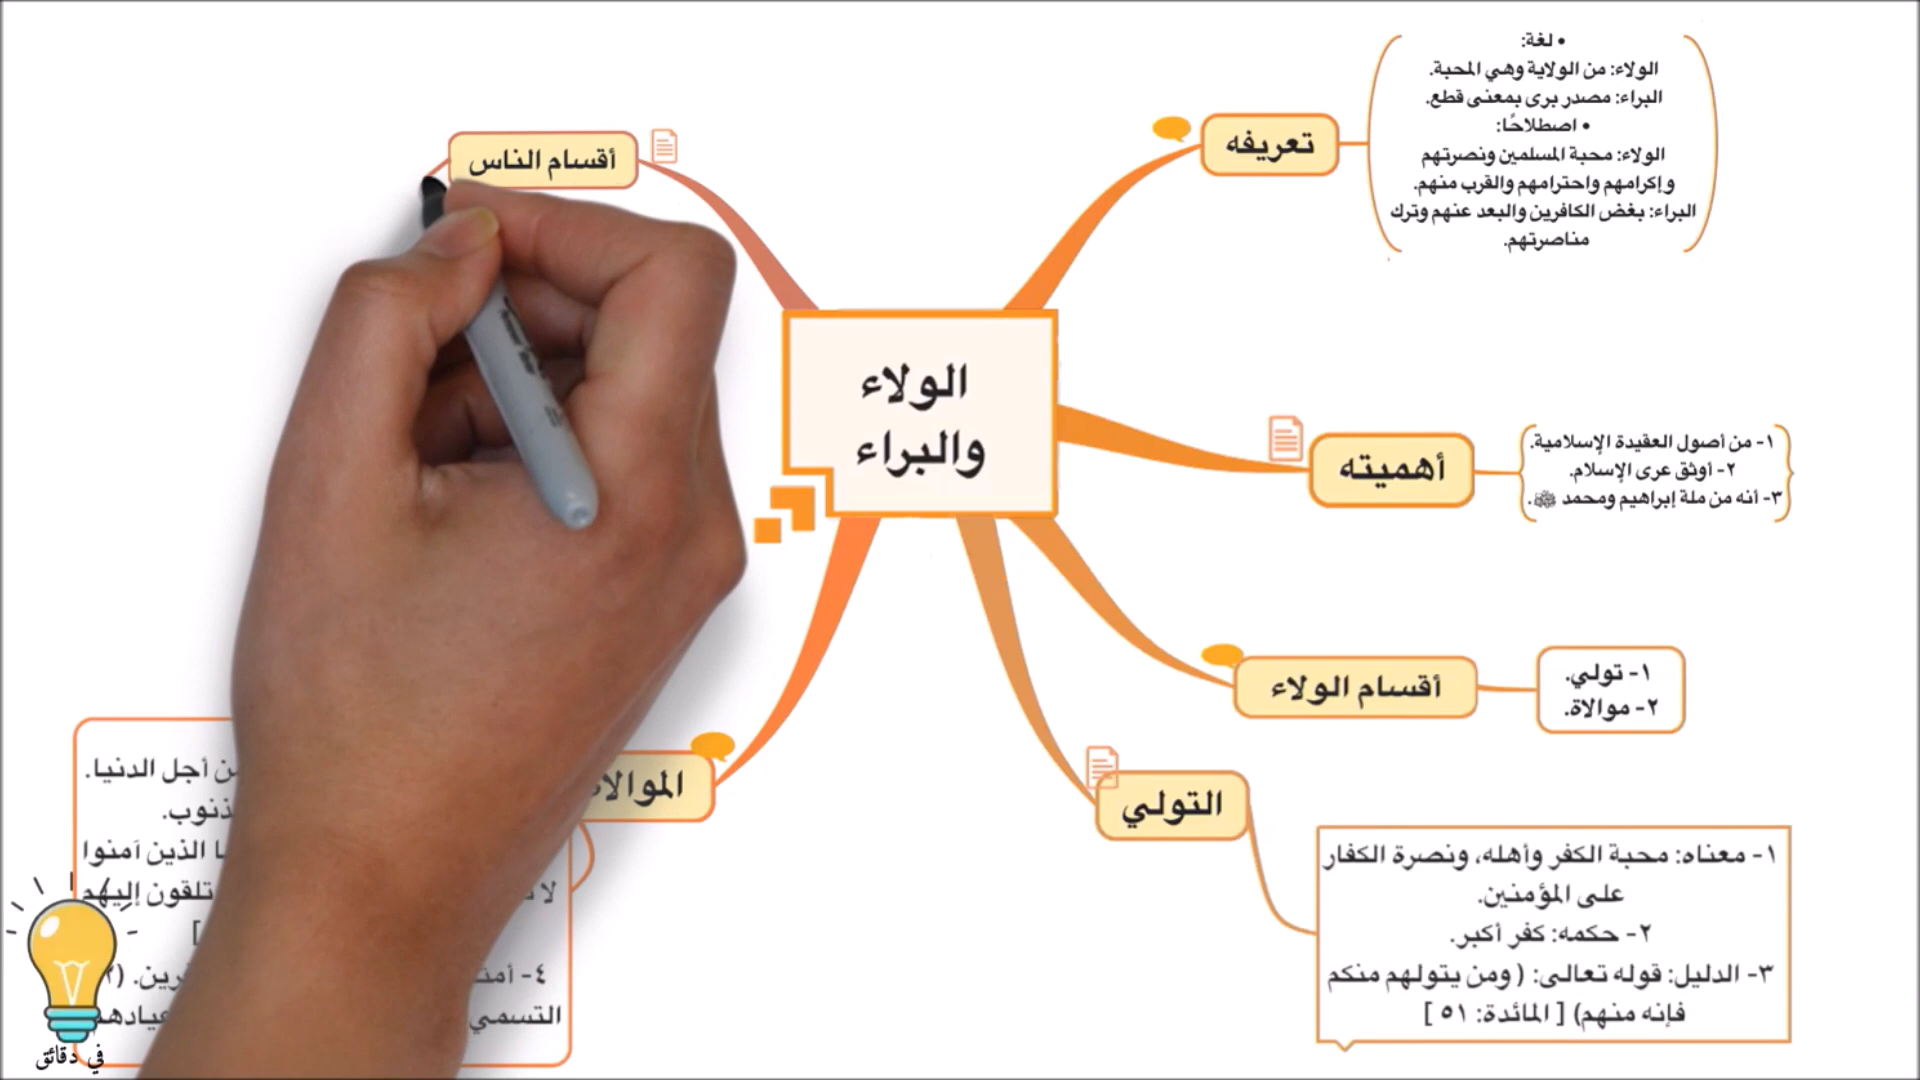 الولاء
والبراء
تعريفه
• لغة:
الولاء: من الولاية وهي المحبة.
البراء: مصدر برى بمعنى قطع.
• اصطلاحًا:
الولاء: محبة المسلمين ونصرتهم
وإكرامهم واحترامهم والقرب منهم.
البراء: بغض الكافرين والبعد عنهم وترك
مناصرتهم.
أهميته
١- من أصول العقيدة الإسلامية.
٢- أوثق عرى الإسلام.
٣- أنه من ملة إبراهيم ومحمد ﷺ.
أقسام الولاء
١- تولي.
٢- موالاة.
التولي
١- معناه: محبة الكفر وأهله، ونصرة الكفار
على المؤمنين.
٢- حكمه: كفر أكبر.
٣- الدليل: قوله تعالى: (ومن يتولهم منكم
فإنه منهم) [المائدة: ٥١]
أقسام الناس
أجل الدنيا.
الذين آمنوا
تلقون إليهم
]
٤-
في دقائق